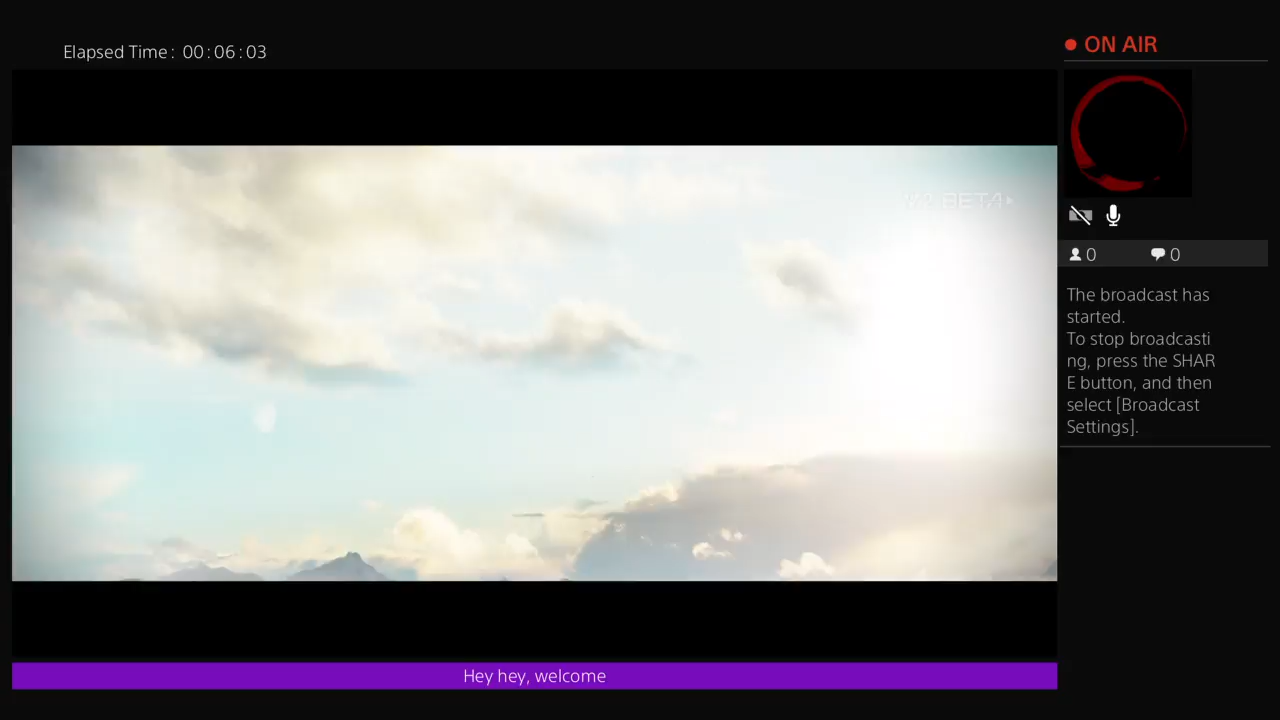 Elapsed Time: 00:06:03
ON AIR
BETA
0 0
The broadcast has
started.
To stop broadcasti
ng, press the SHAR
E button, and then
select [Broadcast
Settings].
Hey hey, welcome